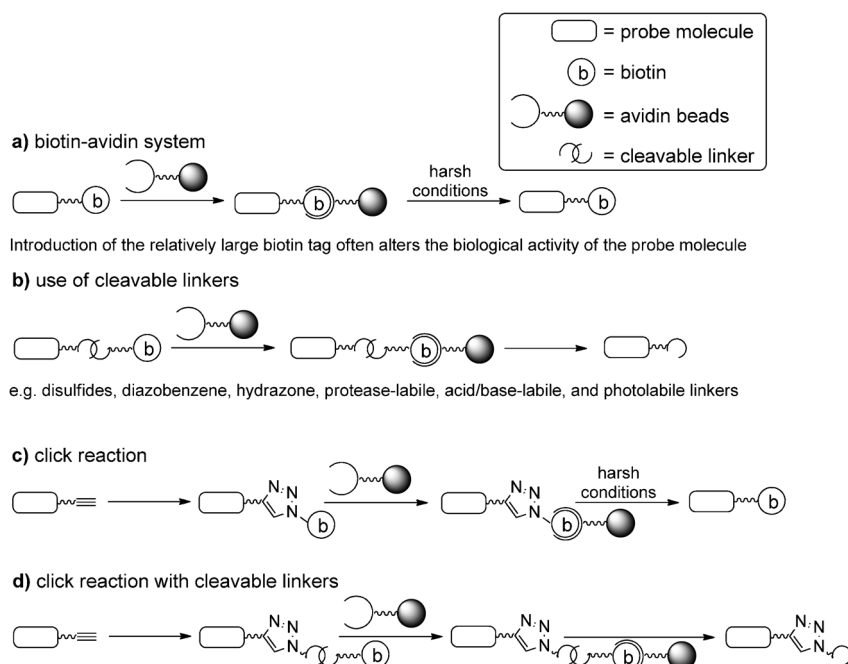 = probe molecule
b = biotin
= avidin beads
= cleavable linker
a) biotin-avidin system
b
b
harsh
conditions
b
Introduction of the relatively large biotin tag often alters the biological activity of the probe molecule
b) use of cleavable linkers
b
b
e.g. disulfides, diazobenzene, hydrazone, protease-labile, acid/base-labile, and photolabile linkers
c) click reaction
N
N
N
b
N
N
N
b
harsh
conditions
b
d) click reaction with cleavable linkers
N
N
N
b
N
N
N
b
N
N
N